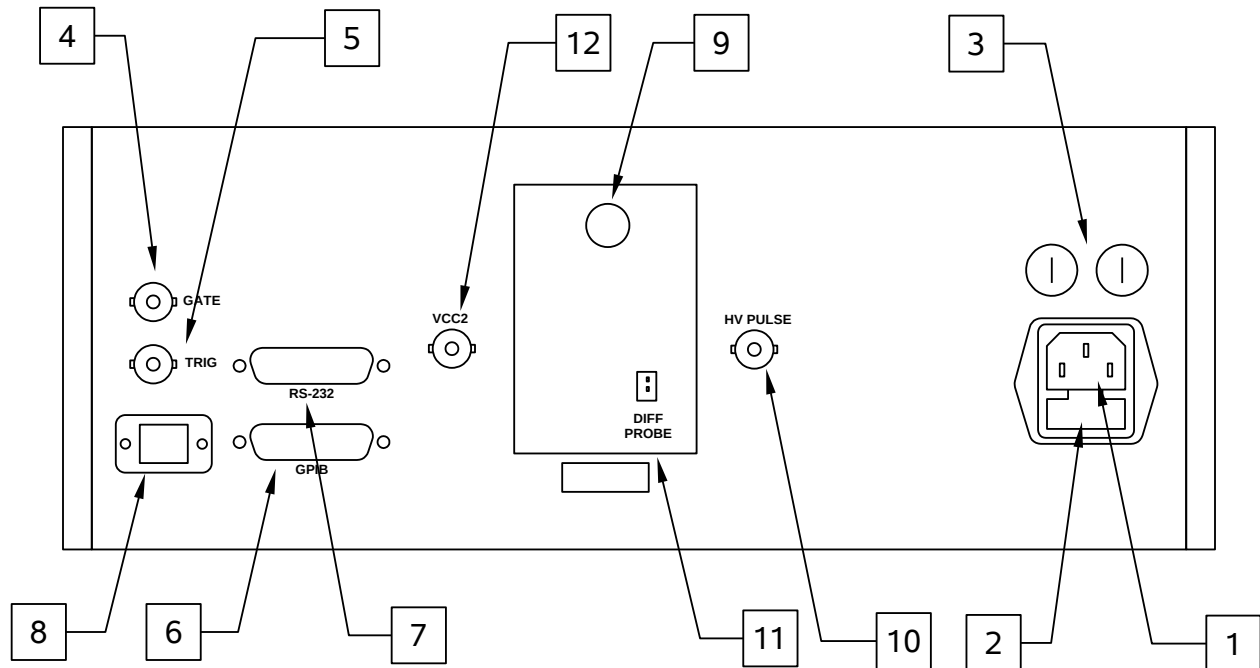 4
5
12
9
3
GATE
VCC2
HV PULSE
TRIG
RS-232
DIFF
PROBE
GPIB
8
6
7
11
10
2
1